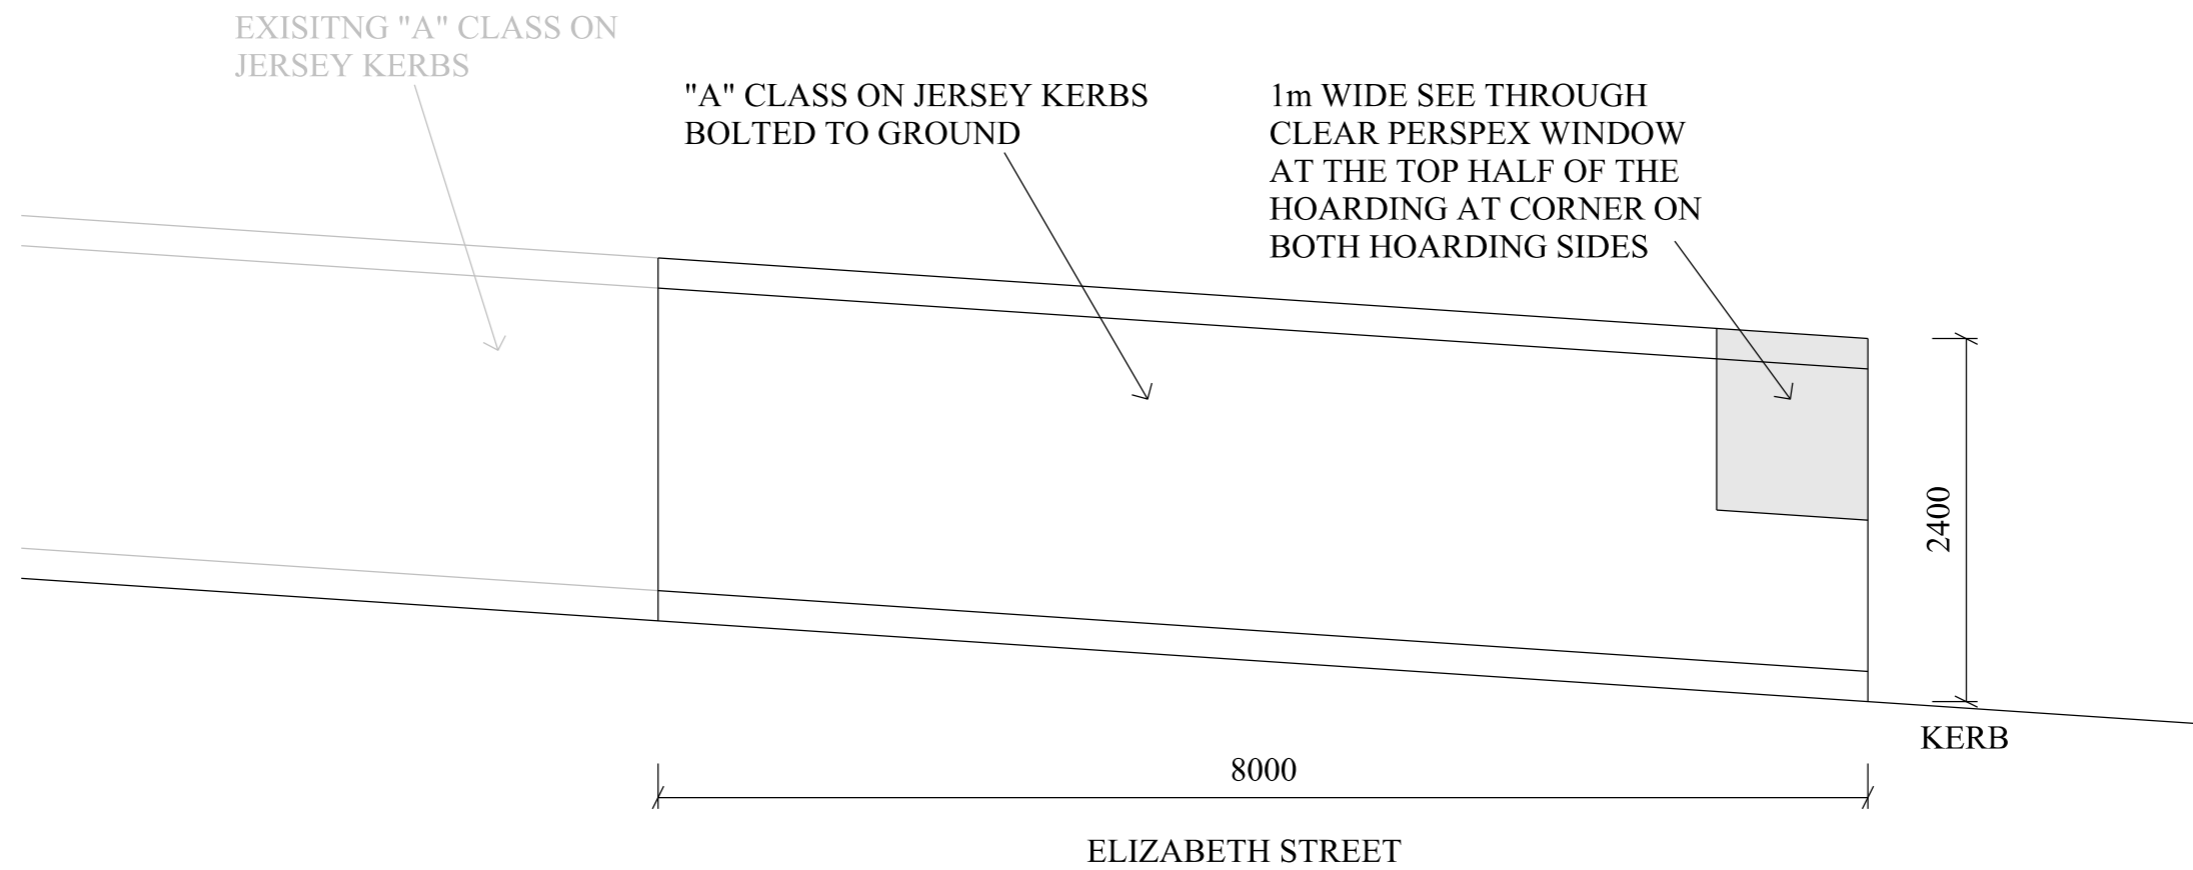 EXISITNG "A" CLASS ON
JERSEY KERBS
"A" CLASS ON JERSEY KERBS
BOLTED TO GROUND
1m WIDE SEE THROUGH
CLEAR PERSPEX WINDOW
AT THE TOP HALF OF THE
HOARDING AT CORNER ON
BOTH HOARDING SIDES
2400
KERB
8000
ELIZABETH STREET